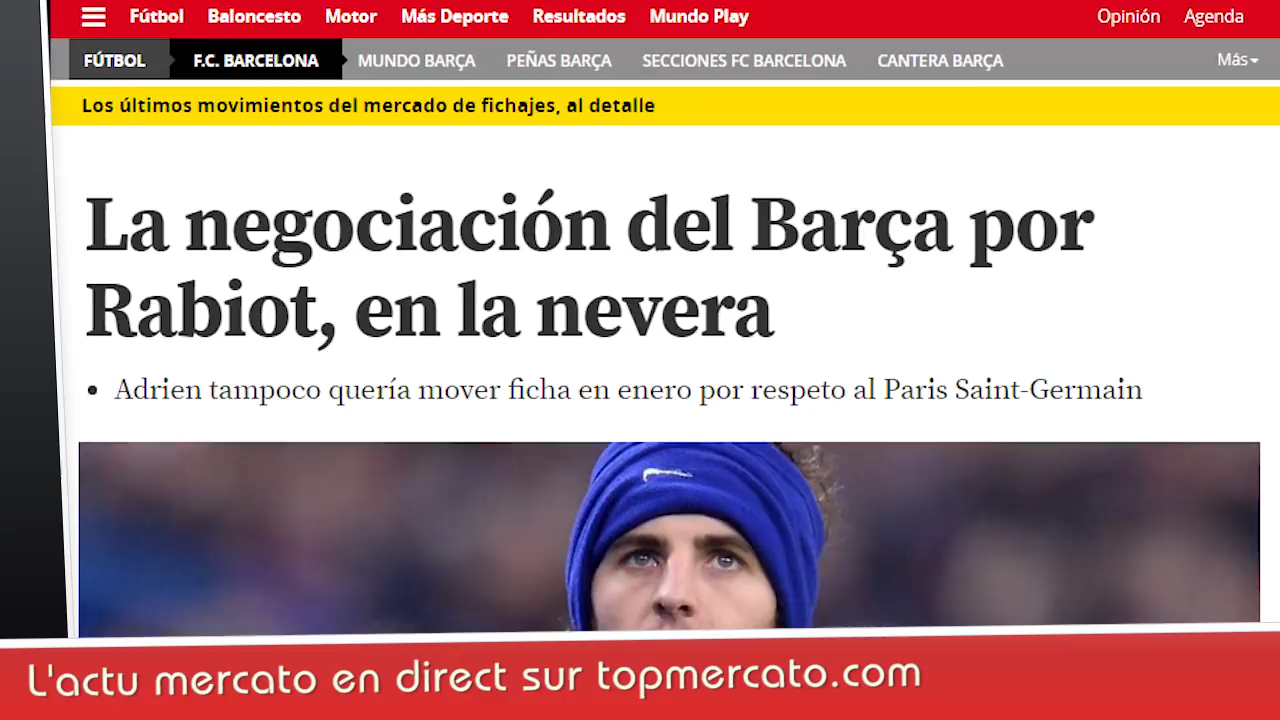 Fútbol Baloncesto Motor Más Deporte Resultados Mundo Play Opinión Agenda
FÚTBOL F.C. BARCELONA MUNDO BARÇA PEÑAS BARÇA SECCIONES FC BARCELONA CANTERA BARÇA Más
Los últimos movimientos del mercado de fichajes, al detalle
La negociación del Barça por
Rabiot, en la nevera
• Adrien tampoco quería mover ficha en enero por respeto al Paris Saint-Germain
L'actu mercato en direct sur topmercato.com